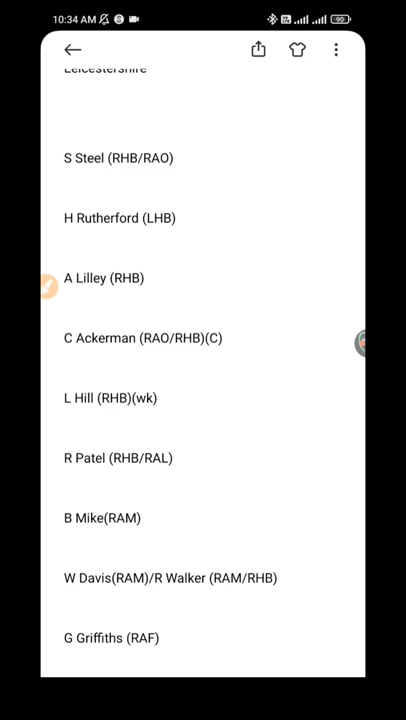 10:34 AM
90
Leicestershire
S Steel (RHB/RAO)
H Rutherford (LHB)
A Lilley (RHB)
C Ackerman (RAO/RHB)(C)
L Hill (RHB)(wk)
R Patel (RHB/RAL)
B Mike(RAM)
W Davis(RAM)/R Walker (RAM/RHB)
G Griffiths (RAF)